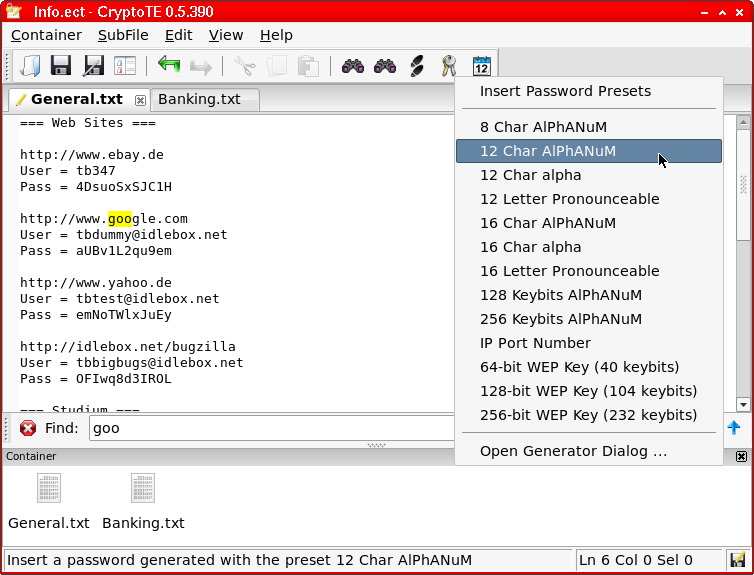 Info.ect - CryptoTE 0.5.390
Container SubFile Edit View Help
12
General.txt Banking.txt
=== Web Sites ===
http://www.ebay.de
User = tb347
Pass = 4DsuoSxSJC1H
http://www.google.com
User = tbdummy@idlebox.net
Pass = aUBv1L2qu9em
http://www.yahoo.de
User = tbtest@idlebox.net
Pass = emNoTWlxJuEy
http://idlebox.net/bugzilla
User = tbbigbugs@idlebox.net
Pass = OFIwq8d3IROL
=== Studium ===
Insert Password Presets
8 Char AlPhANuM
12 Char AlPhANuM
12 Char alpha
12 Letter Pronounceable
16 Char AlPhANuM
16 Char alpha
16 Letter Pronounceable
128 Keybits AlPhANuM
256 Keybits AlPhANuM
IP Port Number
64-bit WEP Key (40 keybits)
128-bit WEP Key (104 keybits)
256-bit WEP Key (232 keybits)
Open Generator Dialog ...
Find: goo
Container
General.txt Banking.txt
Insert a password generated with the preset 12 Char AlPhANuM
Ln 6 Col 0 Sel 0